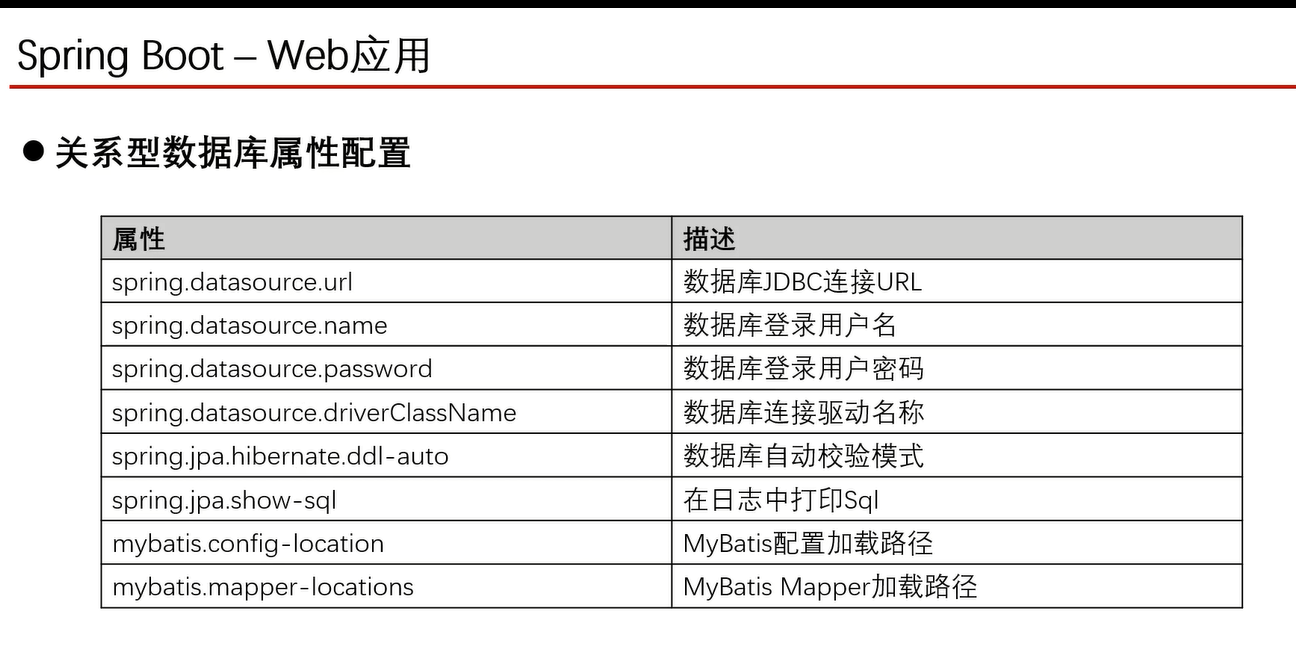 Spring Boot – Web应用
● 关系型数据库属性配置
属性 描述
spring.datasource.url 数据库JDBC连接URL
spring.datasource.name 数据库登录用户名
spring.datasource.password 数据库登录用户密码
spring.datasource.driverClassName 数据库连接驱动名称
spring.jpa.hibernate.ddl-auto 数据库自动校验模式
spring.jpa.show-sql 在日志中打印Sql
mybatis.config-location MyBatis配置加载路径
mybatis.mapper-locations MyBatis Mapper加载路径